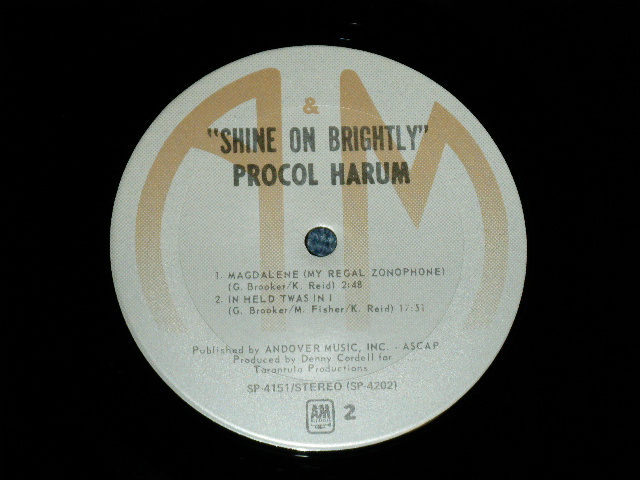 A & M
"SHINE ON BRIGHTLY"
PROCOL HARUM
1. MAGDALENE (MY REGAL ZONOPHONE)
(G. Brooker/K. Reid) 2:48
2. IN HELD TWAS IN I
(G. Brooker/M. Fisher/K. Reid) 17:31
Published by ANDOVER MUSIC, INC. - ASCAP
Produced by Denny Cordell for
Tarantula Productions
SP-4151/STEREO (SP-4202)
AM 2